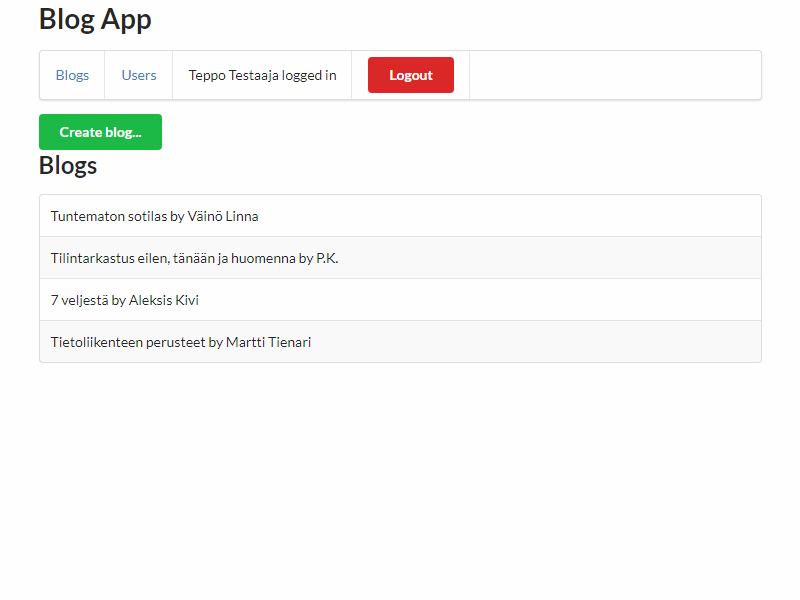 Blog App
Blogs Users Teppo Testaaja logged in Logout
Create blog...
Blogs
Tuntematon sotilas by Väinö Linna
Tilintarkastus eilen, tänään ja huomenna by P.K.
7 veljestä by Aleksis Kivi
Tietoliikenteen perusteet by Martti Tienari